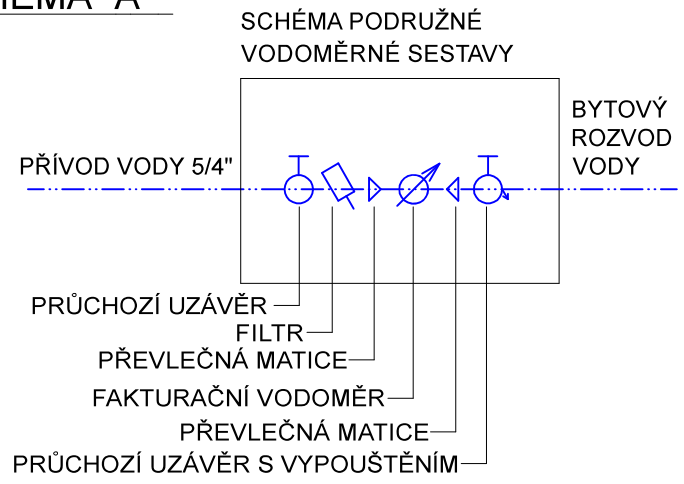 SCHÉMA PODRUŽNÉ
VODOMĚRNÉ SESTAVY
BYTOVÝ
ROZVOD
VODY
PŘÍVOD VODY 5/4"
PRŮCHOZÍ UZÁVĚR
FILTR
PŘEVLEČNÁ MATICE
FAKTURAČNÍ VODOMĚR
PŘEVLEČNÁ MATICE
PRŮCHOZÍ UZÁVĚR S VYPOUŠTĚNÍM